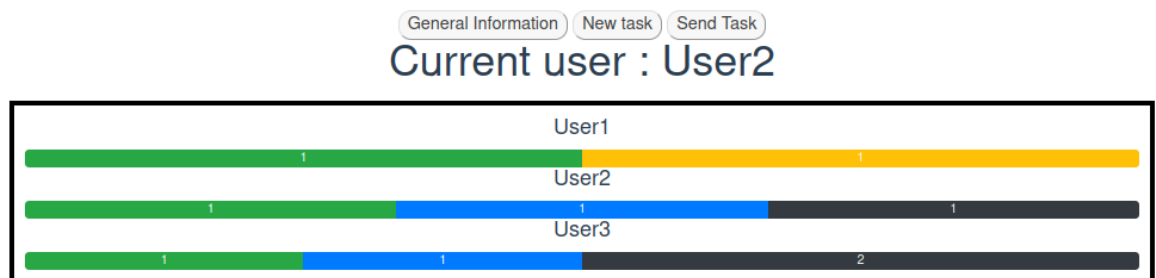 General Information New task Send Task
Current user : User2
User1
1 1
User2
1 1 1
User3
1 1 2